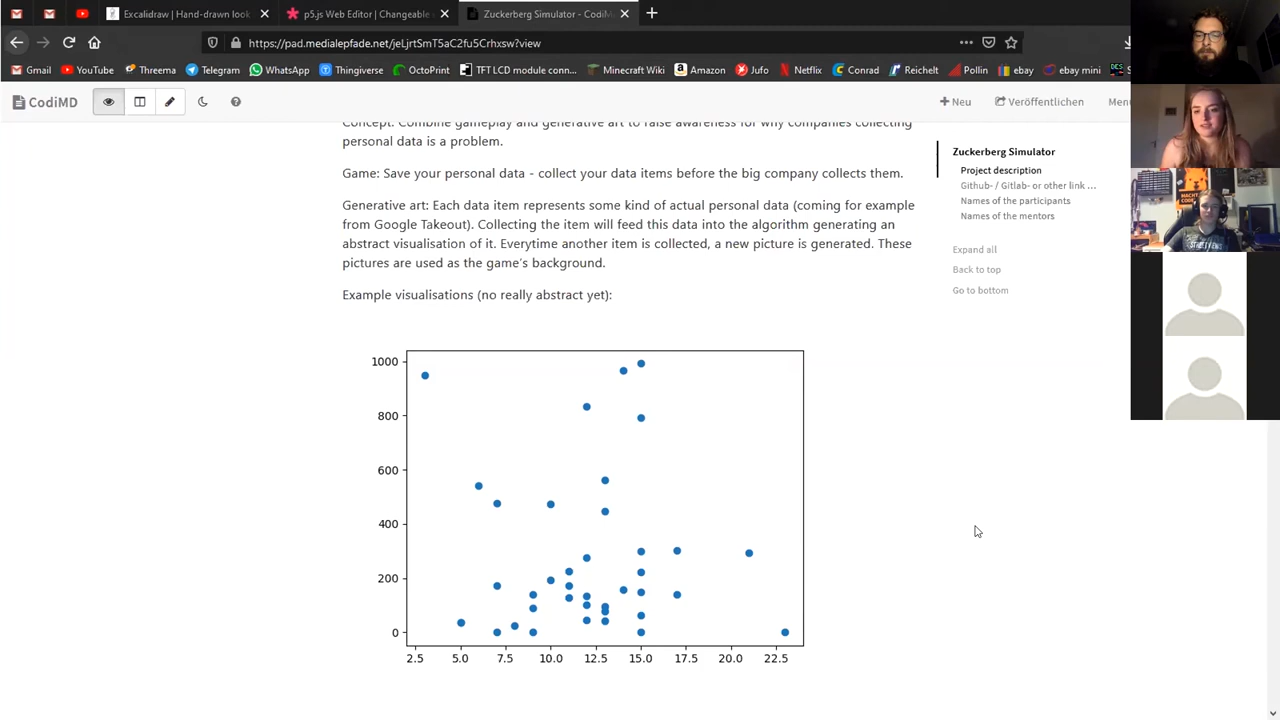 Excalidraw | Hand-drawn look
p5.js Web Editor | Changeable
Zuckerberg Simulator - CodiM
https://pad.medialepfade.net/jeLjrtSmT5aC2fu5Crhxsw?view
Gmail YouTube Threema Telegram WhatsApp Thingiverse OctoPrint TFT LCD module conn... Minecraft Wiki Amazon Jufo Netflix Conrad Reichelt Pollin ebay ebay mini
CodiMD
Neu Veröffentlichen Menu
Concept: Combine gameplay and generative art to raise awareness for why companies collecting
personal data is a problem.
Game: Save your personal data - collect your data items before the big company collects them.
Generative art: Each data item represents some kind of actual personal data (coming for example
from Google Takeout). Collecting the item will feed this data into the algorithm generating an
abstract visualisation of it. Everytime another item is collected, a new picture is generated. These
pictures are used as the game's background.
Example visualisations (no really abstract yet):
Zuckerberg Simulator
Project description
Github- / Gitlab- or other link ...
Names of the participants
Names of the mentors
Expand all
Back to top
Go to bottom
1000
800
600
400
200
0
2.5 5.0 7.5 10.0 12.5 15.0 17.5 20.0 22.5